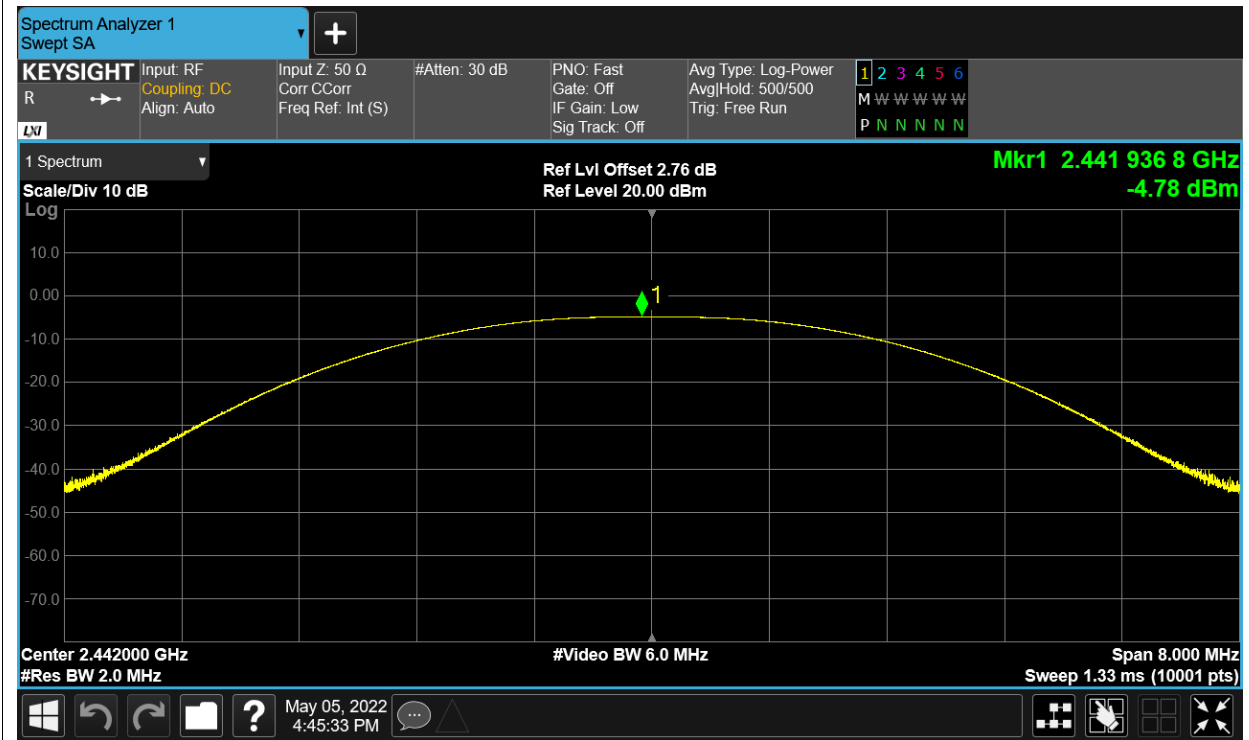 Spectrum Analyzer 1
Swept SA
KEYSIGHT
R
LXI
Input: RF
Coupling: DC
Align: Auto
Input Z: 50 Ω
Corr CCorr
Freq Ref: Int (S)
#Atten: 30 dB
PNO: Fast
Gate: Off
IF Gain: Low
Sig Track: Off
Avg Type: Log-Power
Avg|Hold: 500/500
Trig: Free Run
1 2 3 4 5 6
M W W W W W
P N N N N N
1 Spectrum
Scale/Div 10 dB
Log
Ref Lvl Offset 2.76 dB
Ref Level 20.00 dBm
Mkr1 2.441 936 8 GHz
-4.78 dBm
10.0
0.00
-10.0
-20.0
-30.0
-40.0
-50.0
-60.0
-70.0
1
Center 2.442000 GHz
#Res BW 2.0 MHz
#Video BW 6.0 MHz
Span 8.000 MHz
Sweep 1.33 ms (10001 pts)
?
May 05, 2022
4:45:33 PM